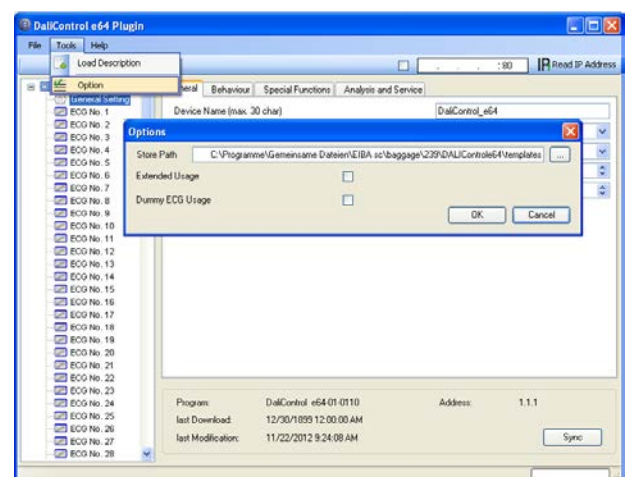 DaliControl e64 Plugin
File Tools Help
Load Description
Option
. . . :80
IP Read IP Address
General Behaviour Special Functions Analysis and Service
General Setting
Device Name (max. 30 char) DaliControl_e64
ECG No. 1
ECG No. 2
ECG No. 3
ECG No. 4
ECG No. 5
ECG No. 6
ECG No. 7
ECG No. 8
ECG No. 9
ECG No. 10
ECG No. 11
ECG No. 12
ECG No. 13
ECG No. 14
ECG No. 15
ECG No. 16
ECG No. 17
ECG No. 18
ECG No. 19
ECG No. 20
ECG No. 21
ECG No. 22
ECG No. 23
ECG No. 24
ECG No. 25
ECG No. 26
ECG No. 27
ECG No. 28
Options
Store Path C:\Programme\Gemeinsame Dateien\EIBA sc\baggage\239\DALIControle64\templates ...
Extended Usage
Dummy ECG Usage
OK Cancel
Program: DaliControl e64-01-0110 Address: 1.1.1
last Download: 12/30/1899 12:00:00 AM
last Modification: 11/22/2012 9:24:08 AM
Sync